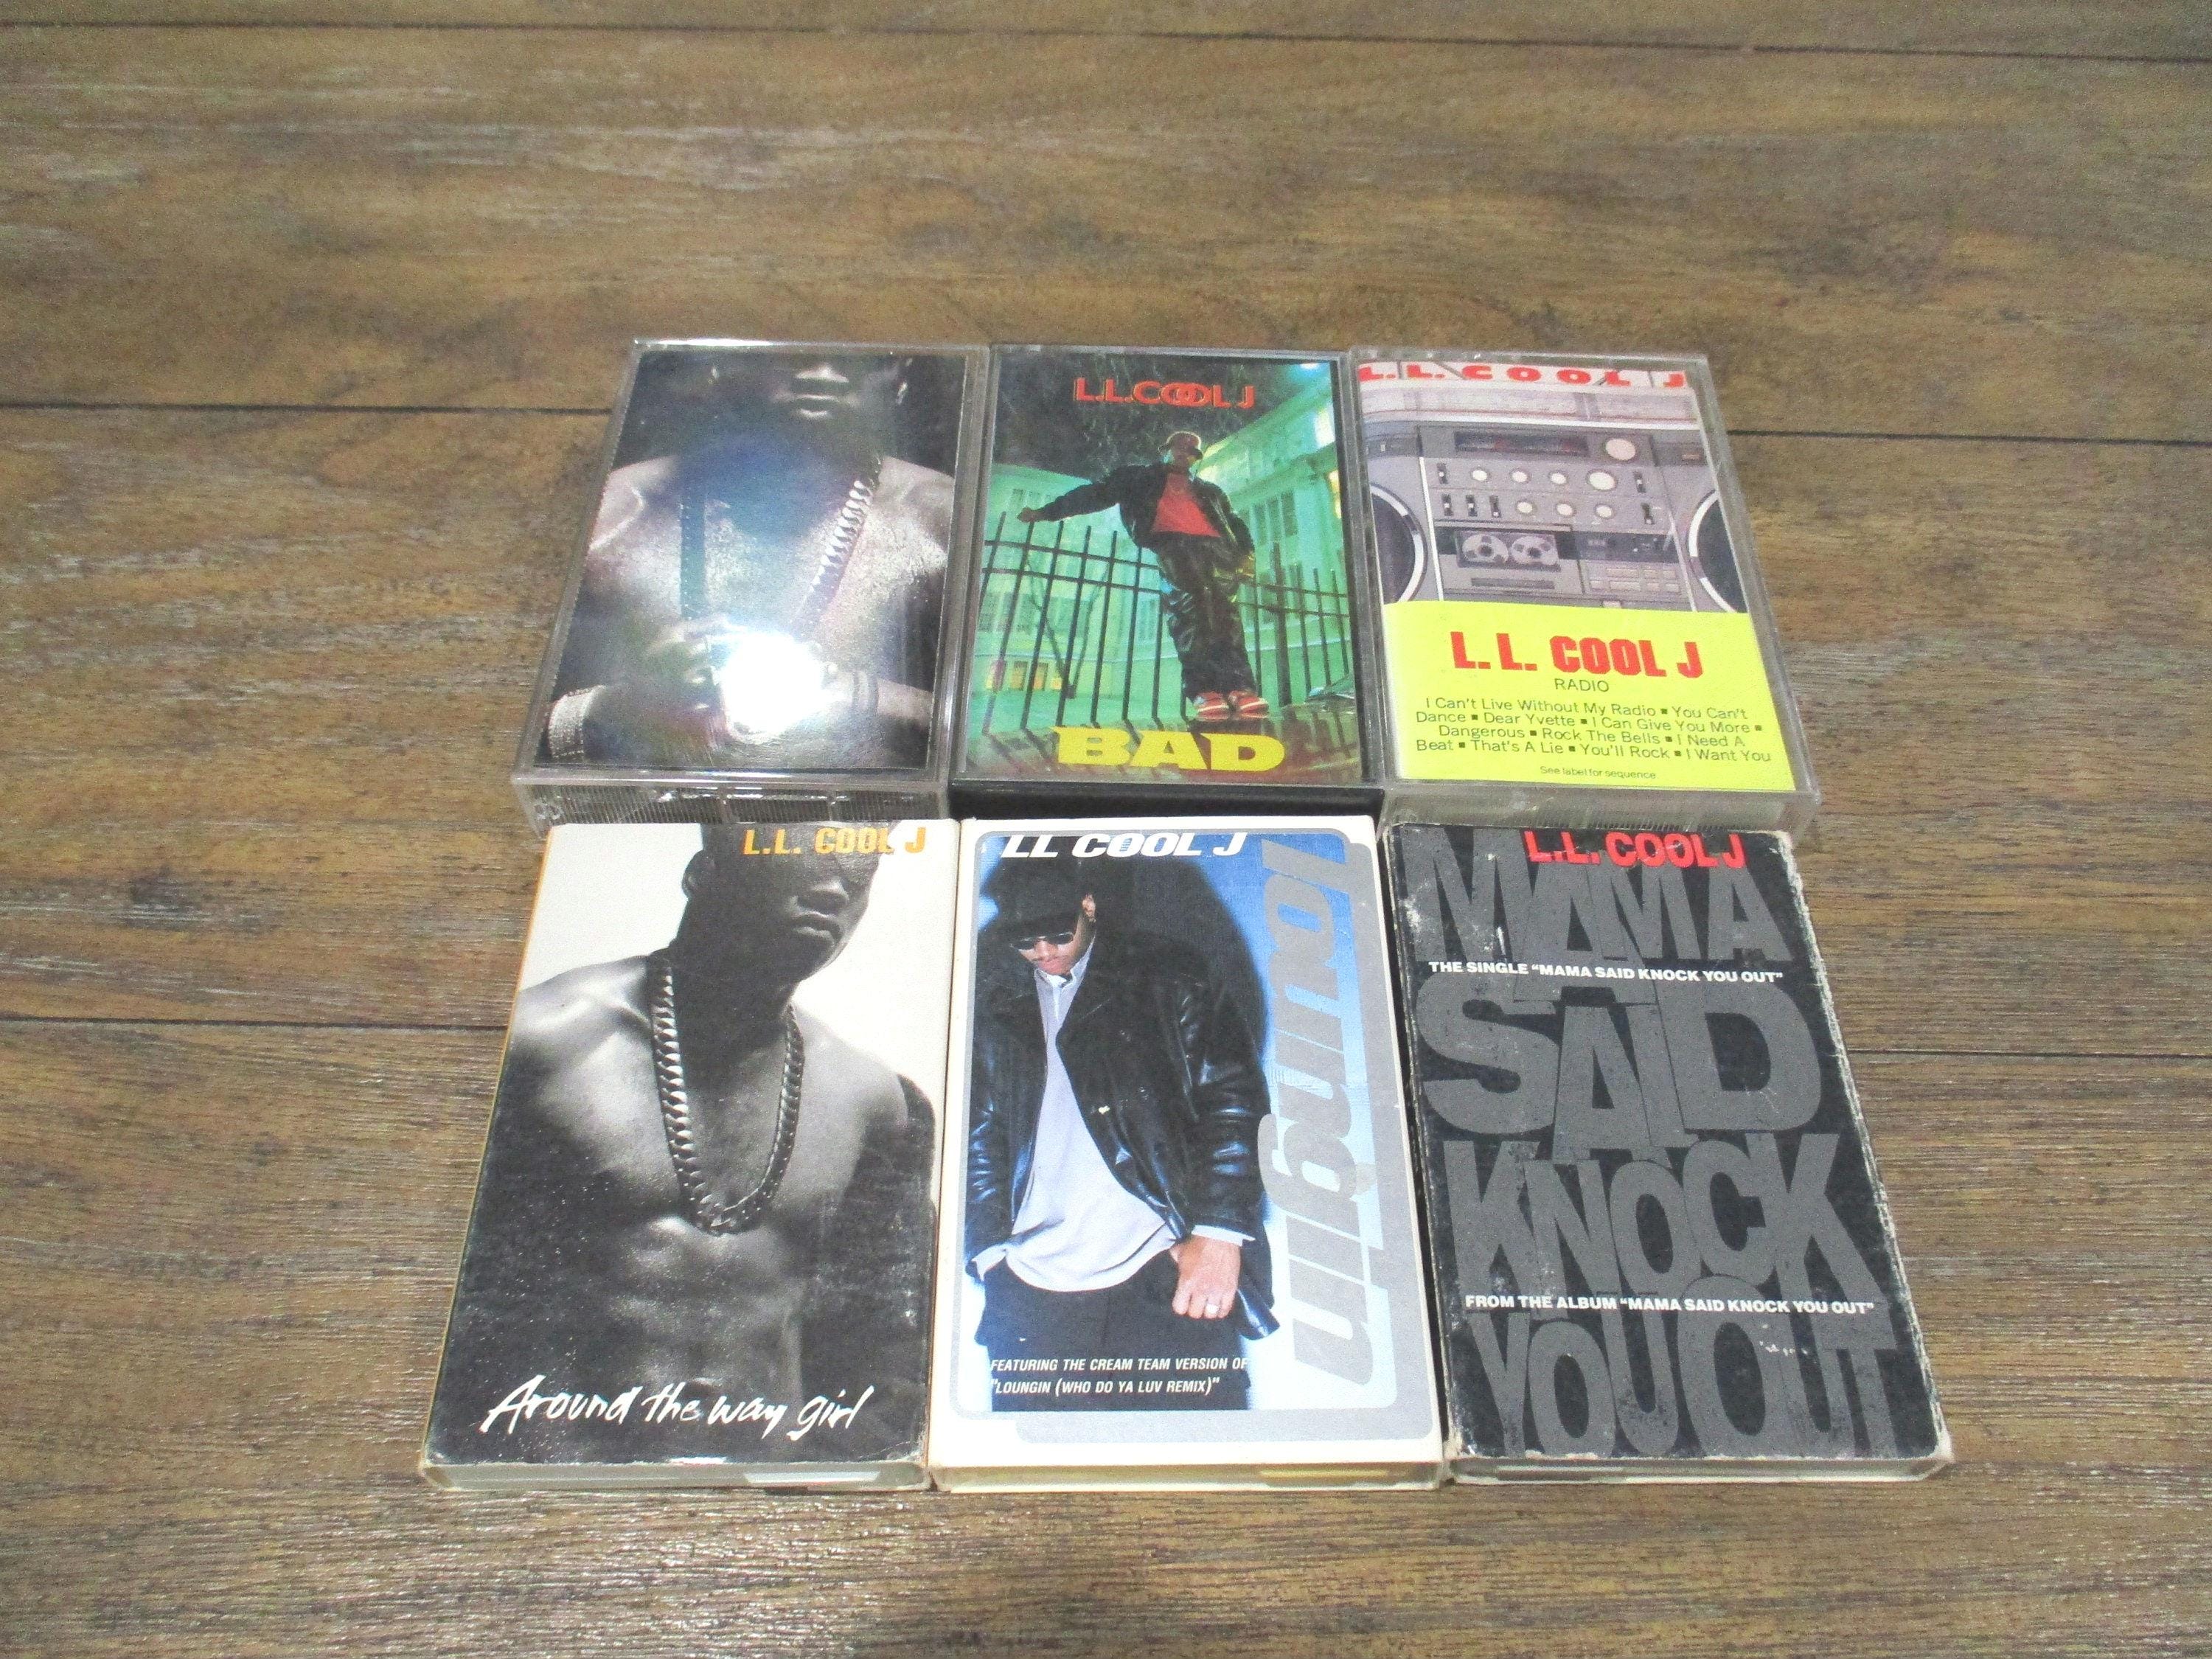 L.L.COOL J
BAD
L.L. COOL J
L.L. COOL J
RADIO
I Can't Live Without My Radio ▪ You Can't
Dance ▪ Dear Yvette ▪ I Can Give You More ▪
Dangerous ▪ Rock The Bells ▪ I Need A
Beat ▪ That's A Lie ▪ You'll Rock ▪ I Want You
See label for sequence
L.L. COOL J
Around the way girl
LL COOL J
loungin
FEATURING THE CREAM TEAM VERSION OF
"LOUNGIN (WHO DO YA LUV REMIX)"
L.L. COOL J
MAMA
THE SINGLE "MAMA SAID KNOCK YOU OUT"
SAID
KNOCK
FROM THE ALBUM "MAMA SAID KNOCK YOU OUT"
YOU OUT